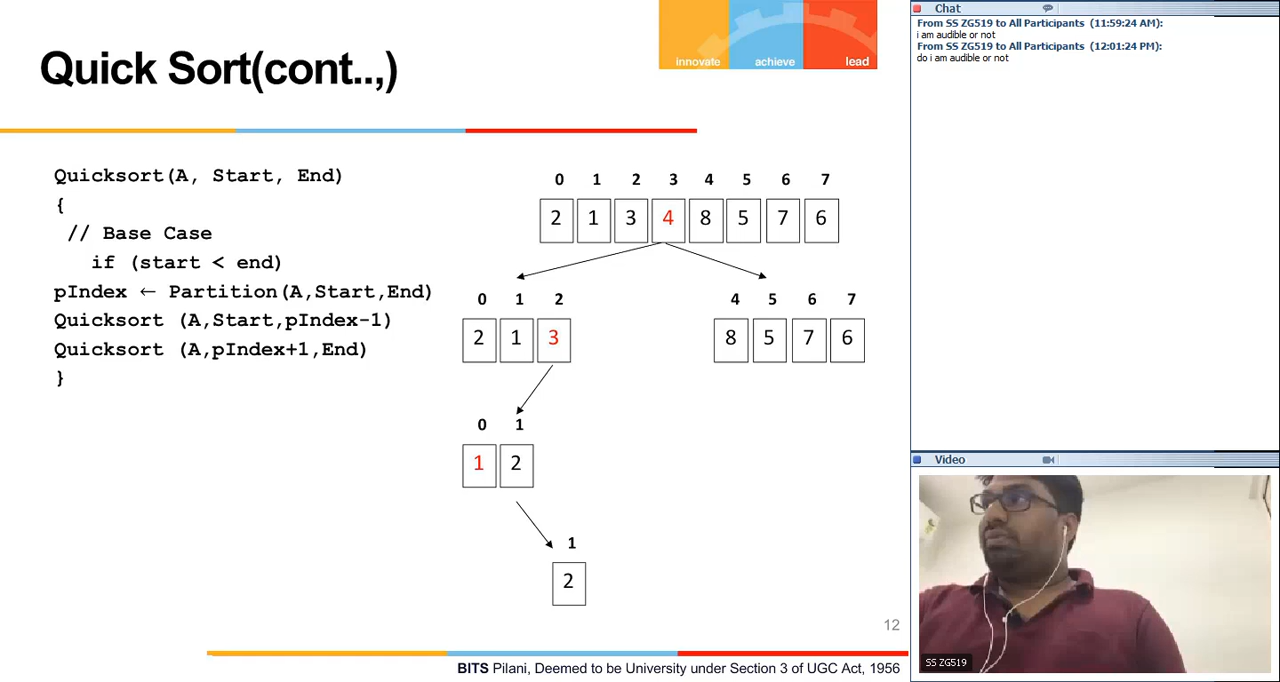 Quick Sort(cont..,)
innovate achieve lead
Quicksort(A, Start, End)
{
// Base Case
if (start < end)
pIndex ← Partition(A,Start,End)
Quicksort (A,Start,pIndex-1)
Quicksort (A,pIndex+1,End)
}
0 1 2 3 4 5 6 7
2 1 3 4 8 5 7 6
0 1 2
2 1 3
4 5 6 7
8 5 7 6
0 1
1 2
1
2
12
BITS Pilani, Deemed to be University under Section 3 of UGC Act, 1956
Chat
From SS ZG519 to All Participants (11:59:24 AM):
i am audible or not
From SS ZG519 to All Participants (12:01:24 PM):
do i am audible or not
Video
SS ZG519